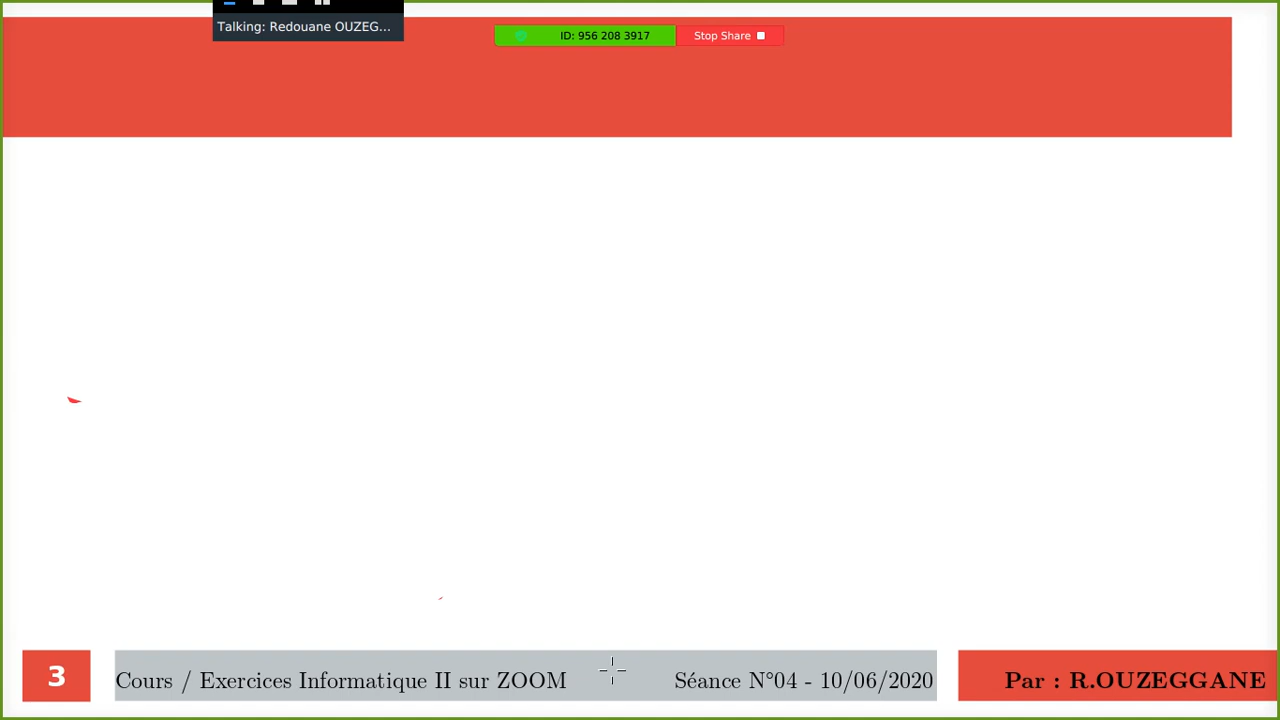 Talking: Redouane OUZEG...
ID: 956 208 3917
Stop Share
3
Cours / Exercices Informatique II sur ZOOM
Séance N°04 - 10/06/2020
Par : R.OUZEGGANE